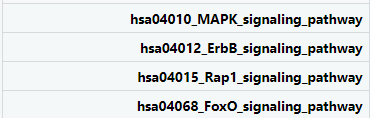 hsa04010_MAPK_signaling_pathway
hsa04012_ErbB_signaling_pathway
hsa04015_Rap1_signaling_pathway
hsa04068_FoxO_signaling_pathway